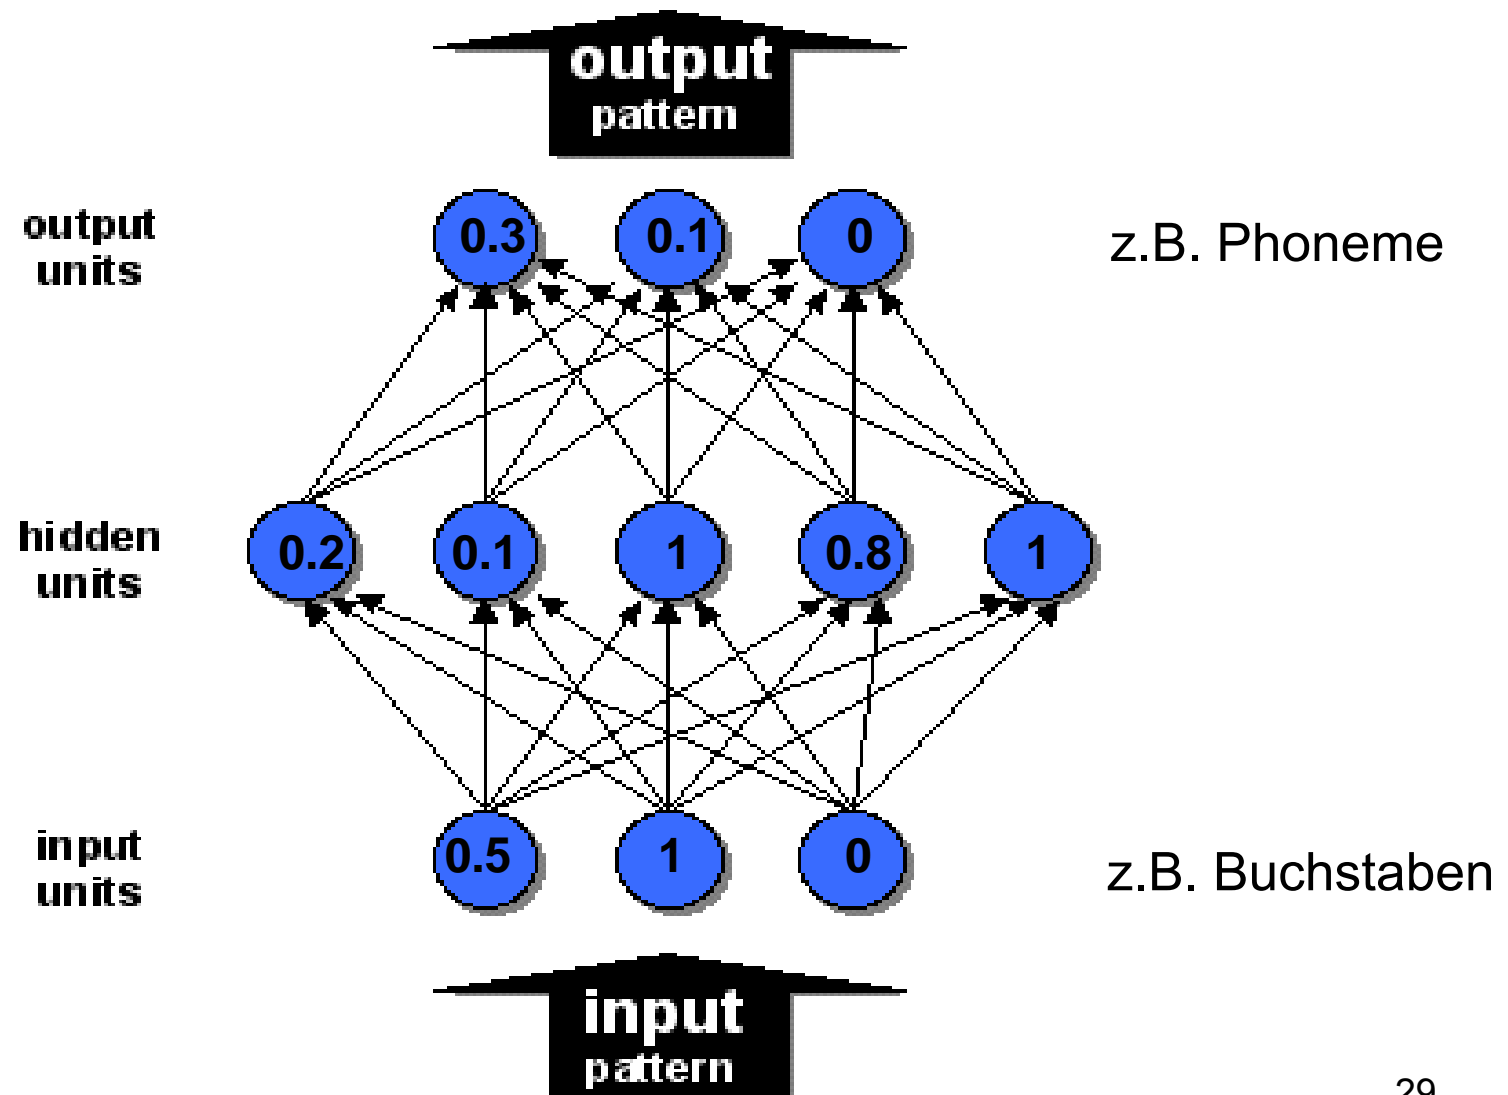 output
pattern
output
units
0.3 0.1 0
z.B. Phoneme
hidden
units
0.2 0.1 1 0.8 1
input
units
0.5 1 0
z.B. Buchstaben
input
pattern
29